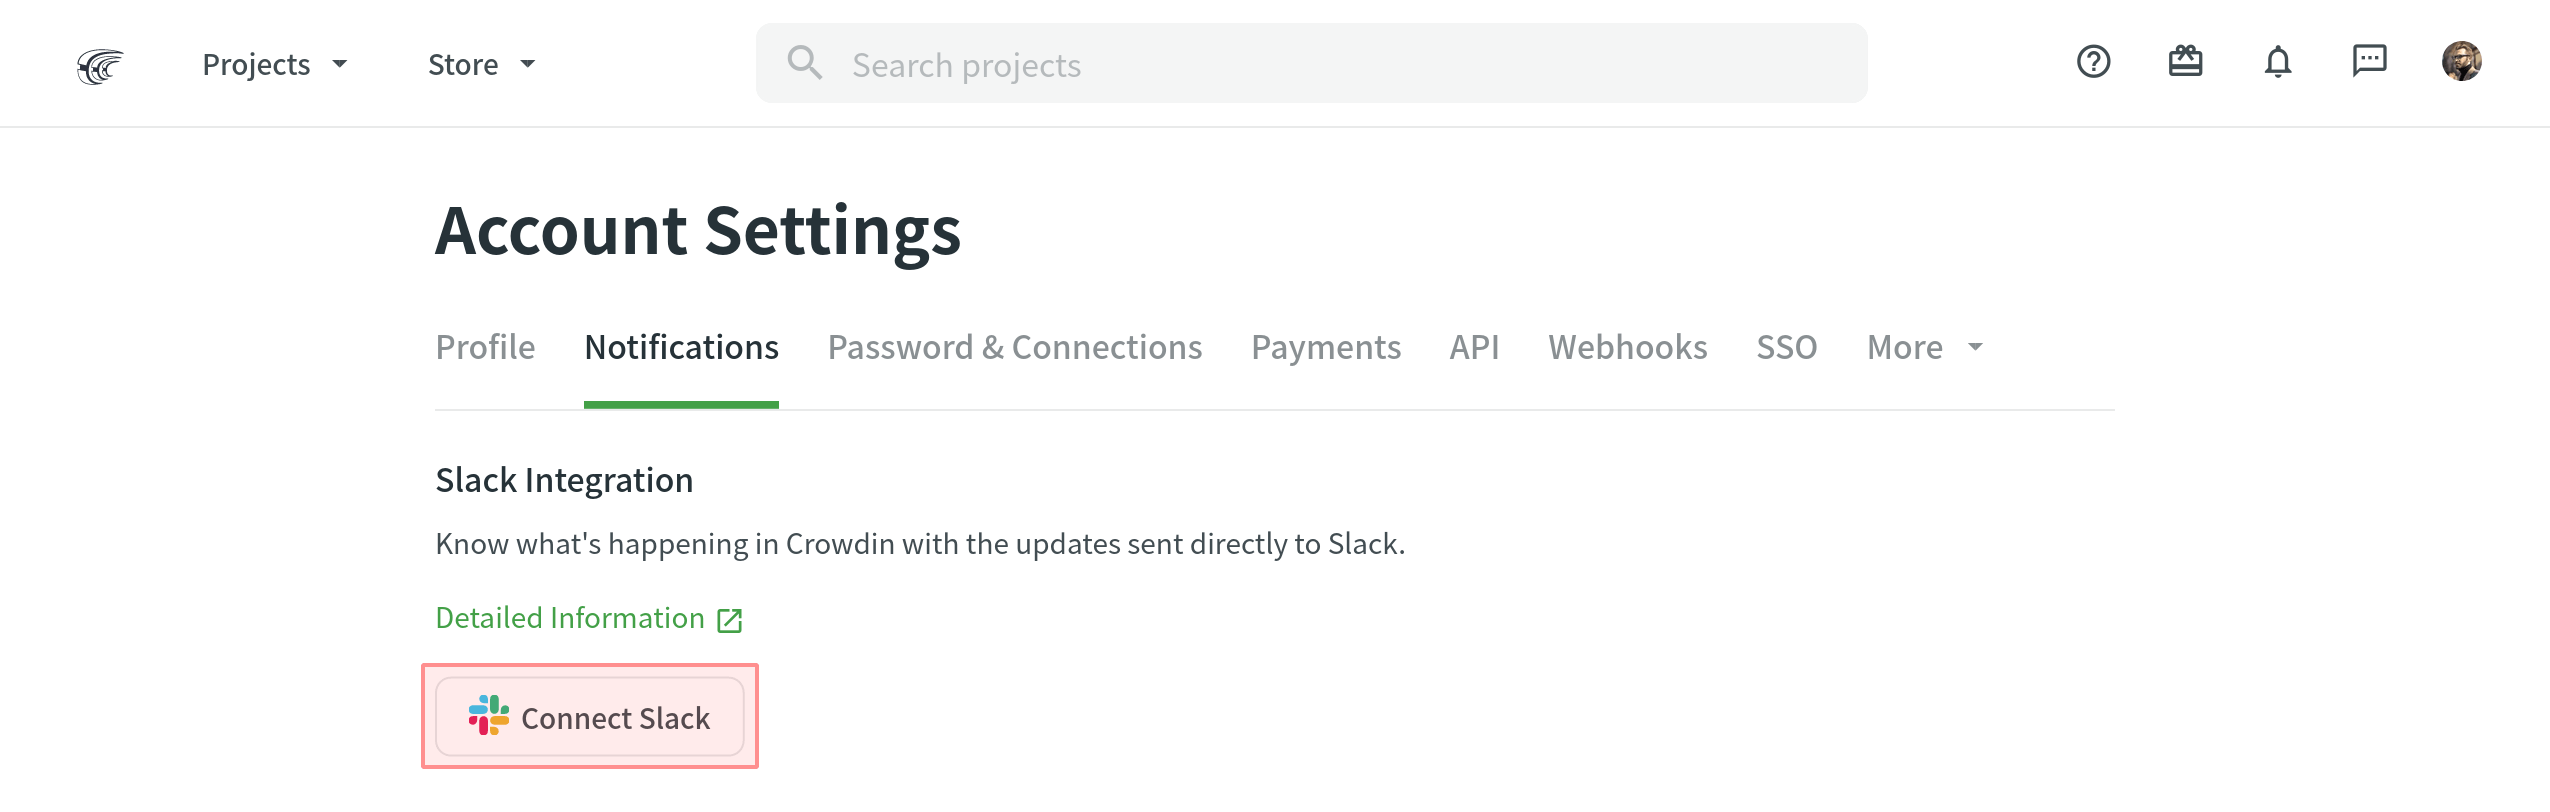 Projects Store Search projects
Account Settings
Profile Notifications Password & Connections Payments API Webhooks SSO More
Slack Integration
Know what's happening in Crowdin with the updates sent directly to Slack.
Detailed Information
Connect Slack